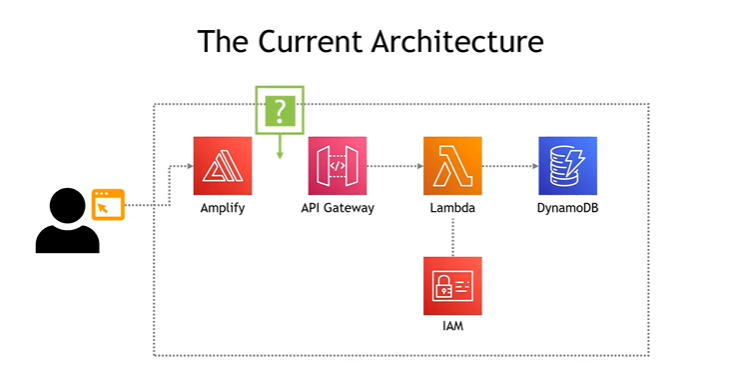 The Current Architecture
?
Amplify
API Gateway
Lambda
DynamoDB
IAM